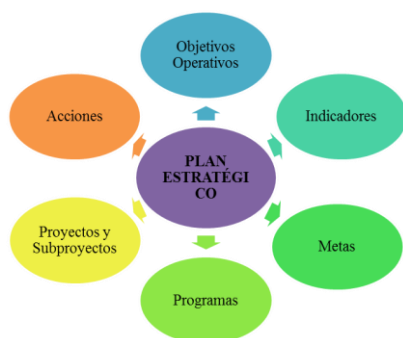 Objetivos
Operativos
Acciones
Indicadores
PLAN
ESTRATÉGI
CO
Proyectos y
Subproyectos
Metas
Programas